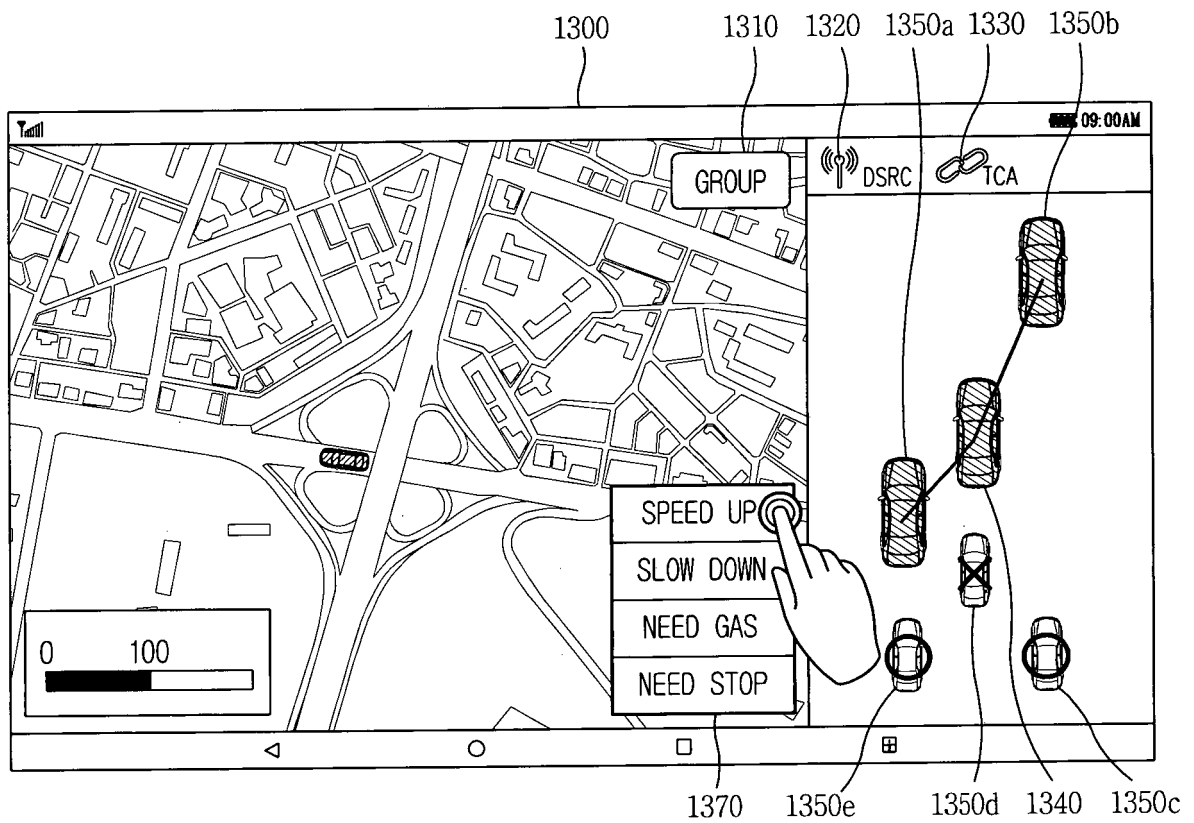 1300 1310 1320 1350a 1330 1350b
09:00AM
GROUP
DSRC TCA
SPEED UP
SLOW DOWN
NEED GAS
NEED STOP
0 100
1370 1350e 1350d 1340 1350c